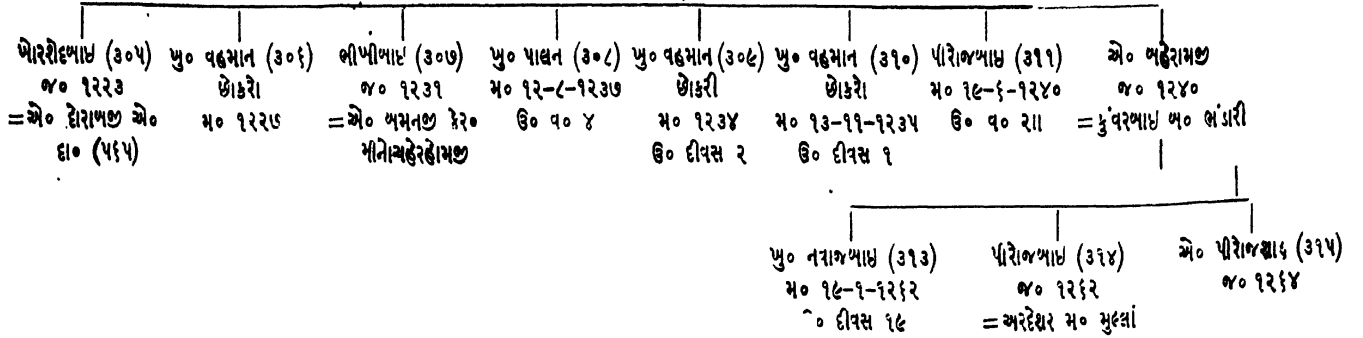 ખોરશેદબાઇ (૩૦૫) ખુ૦ વહમાન (૩૦૬) ભીખીબાઇ (૩૦૭) ખુ૦ પાલન (૩૦૮) ખુ૦ વહમાન (૩૦૯) ખુ૦ વહમાન (૩૧૦) પીરોજબાઇ (૩૧૧) એ૦ બહેરામજી
જ૦ ૧૨૨૩ છોકરો જ૦ ૧૨૩૧ મ૦ ૧૨-૮-૧૨૩૭ છોકરી છોકરો મ૦ ૧૯-૬-૧૨૪૦ જ૦ ૧૨૪૦
=એ૦ દોરાબજી એ૦ મ૦ ૧૨૨૭ =એ૦ બમનજી કેર૦ ઉ૦ વ૦ ૪ મ૦ ૧૨૩૪ મ૦ ૧૩-૧૧-૧૨૩૫ ઉ૦ વ૦ ૨ાા =કુંવરબાઇ બ૦ ભંડારી
દા૦ (૫૬૫) મીનોચહેરહોમજી ઉ૦ દીવસ ૨ ઉ૦ દીવસ ૧
ખુ૦ નવાજબાઇ (૩૧૩) પીરોજબાઇ (૩૧૪) એ૦ પીરોજશાહ (૩૧૫)
મ૦ ૧૯-૧-૧૨૬૨ જ૦ ૧૨૬૨ જ૦ ૧૨૬૪
દીવસ ૧૯ =અરદેશર મ૦ મુલ્લાં